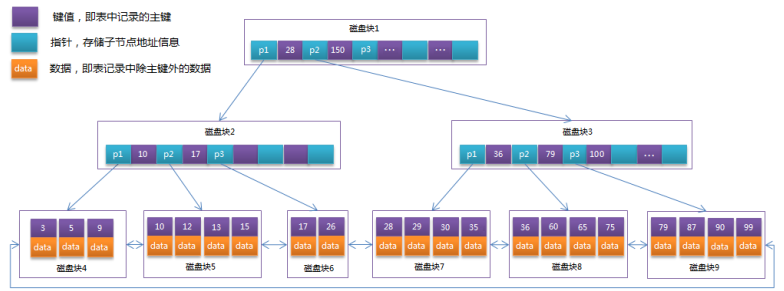 键值，即表中记录的主键
指针，存储子节点地址信息
data 数据，即表记录中除主键外的数据
磁盘块1
p1 28 p2 150 p3 ... ... ...
磁盘块2
p1 10 p2 17 p3
磁盘块3
p1 36 p2 79 p3 100 ...
3 5 9
data data data
磁盘块4
10 12 13 15
data data data data
磁盘块5
17 26
data data
磁盘块6
28 29 30 35
data data data data
磁盘块7
36 60 65 75
data data data data
磁盘块8
79 87 90 99
data data data data
磁盘块9